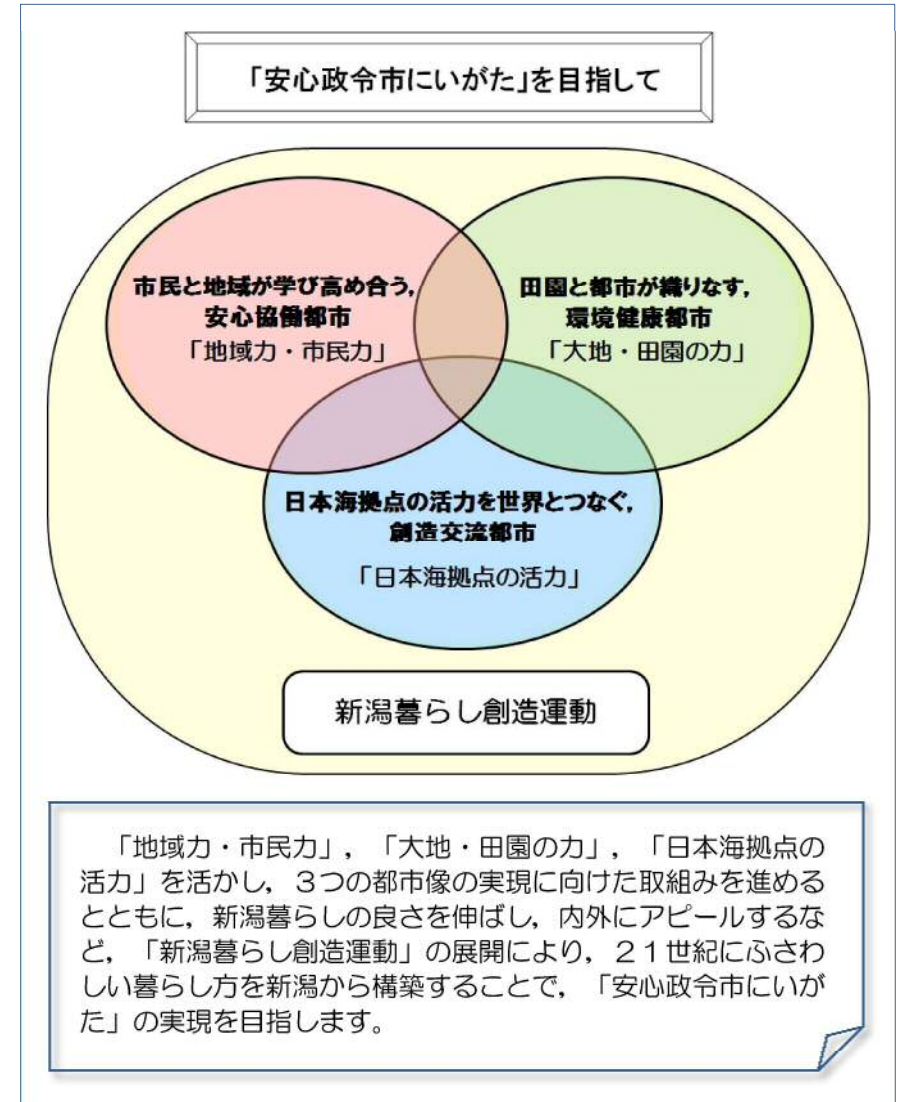 「安心政令市にいがた」を目指して
市民と地域が学び高め合う，
安心協働都市
「地域力・市民力」
田園と都市が織りなす，
環境健康都市
「大地・田園の力」
日本海拠点の活力を世界とつなぐ，
創造交流都市
「日本海拠点の活力」
新潟暮らし創造運動
「地域力・市民力」，「大地・田園の力」，「日本海拠点の
活力」を活かし，３つの都市像の実現に向けた取組みを進める
とともに，新潟暮らしの良さを伸ばし，内外にアピールするな
ど，「新潟暮らし創造運動」の展開により，２１世紀にふさわ
しい暮らし方を新潟から構築することで，「安心政令市にいが
た」の実現を目指します。